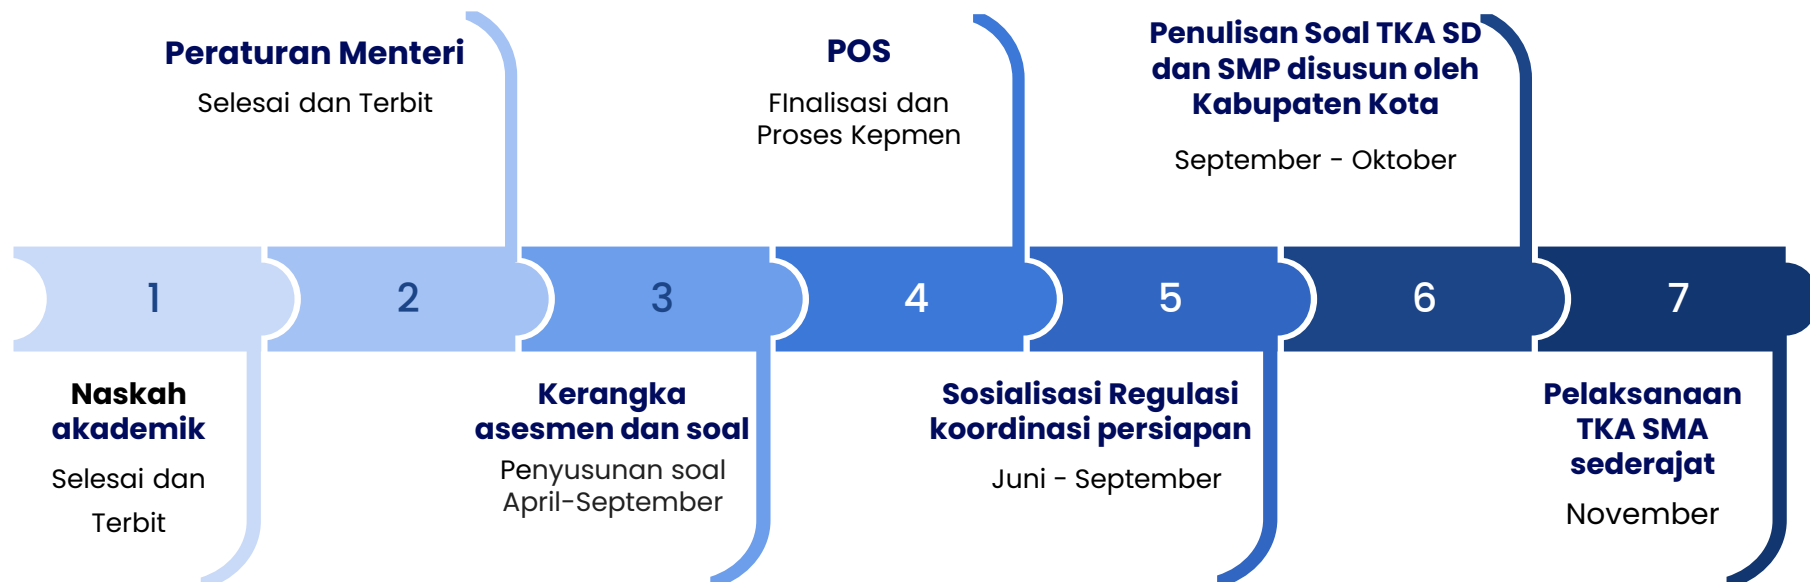 Peraturan Menteri
Selesai dan Terbit
POS
FInalisasi dan
Proses Kepmen
Penulisan Soal TKA SD
dan SMP disusun oleh
Kabupaten Kota
September - Oktober
1
2
3
4
5
6
7
Naskah
akademik
Selesai dan
Terbit
Kerangka
asesmen dan soal
Penyusunan soal
April-September
Sosialisasi Regulasi
koordinasi persiapan
Juni - September
Pelaksanaan
TKA SMA
sederajat
November